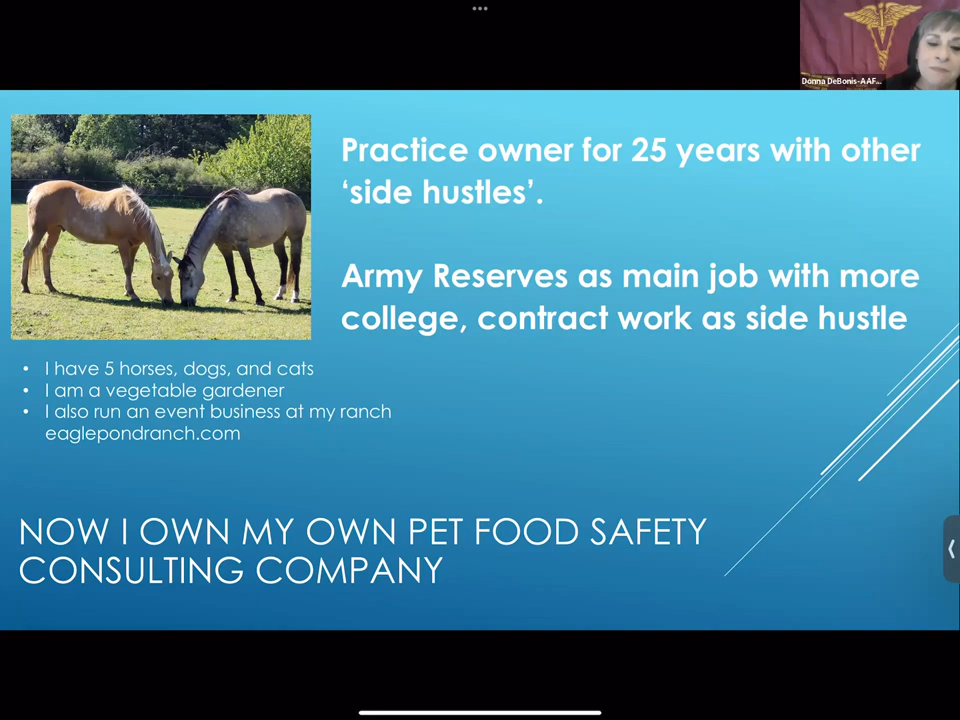 Donna DeBonis-AAF...
Practice owner for 25 years with other
‘side hustles’.
Army Reserves as main job with more
college, contract work as side hustle
• I have 5 horses, dogs, and cats
• I am a vegetable gardener
• I also run an event business at my ranch
eaglepondranch.com
NOW I OWN MY OWN PET FOOD SAFETY
CONSULTING COMPANY